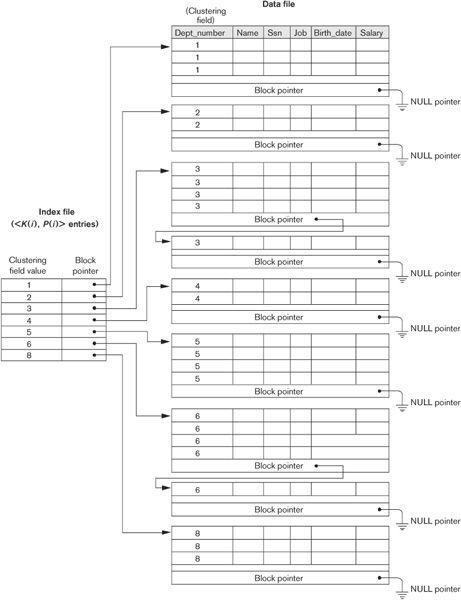 (Clustering
field)
Data file
Dept_number Name Ssn Job Birth_date Salary
1
1
1
Block pointer
NULL pointer
2
2
Block pointer
NULL pointer
3
3
3
3
Block pointer
3
Block pointer
NULL pointer
Index file
(<K(i), P(i)> entries)
Clustering
field value
Block
pointer
1
2
3
4
5
6
8
4
4
Block pointer
NULL pointer
5
5
5
5
Block pointer
NULL pointer
6
6
6
6
Block pointer
6
Block pointer
NULL pointer
8
8
8
Block pointer
NULL pointer